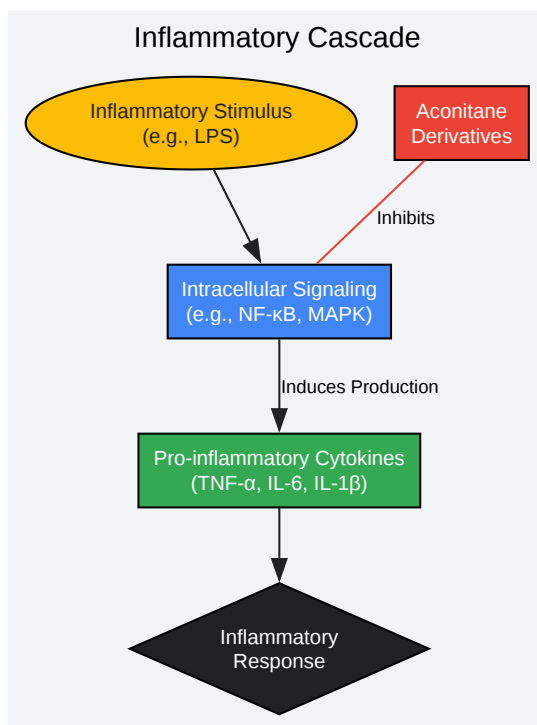 Inflammatory Cascade
Inflammatory Stimulus
(e.g., LPS)
Aconitane
Derivatives
Inhibits
Intracellular Signaling
(e.g., NF-κB, MAPK)
Induces Production
Pro-inflammatory Cytokines
(TNF-α, IL-6, IL-1β)
Inflammatory
Response